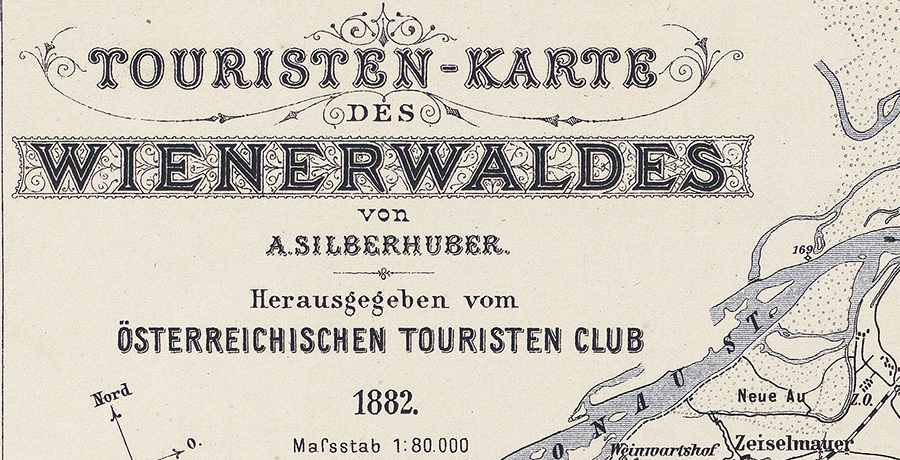 TOURISTEN-KARTE
DES
WIENERWALDES
von
A. SILBERHUBER.
Herausgegeben vom
ÖSTERREICHISCHEN TOURISTEN CLUB
1882.
Maſsstab 1:80.000
Nord
O.
169
DONAU ST.
Neue Au
Z.O.
Weinwartshof
Zeiselmauer